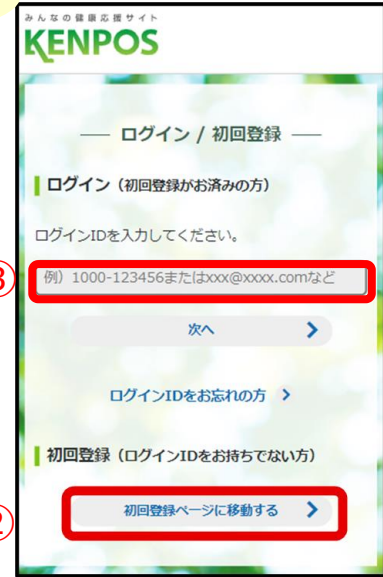 みんなの健康応援サイト
KENPOS
ログイン / 初回登録
ログイン（初回登録がお済みの方）
ログインIDを入力してください。
③
例）1000-123456またはxxx@xxxx.comなど
次へ
ログインIDをお忘れの方
初回登録（ログインIDをお持ちでない方）
②
初回登録ページに移動する